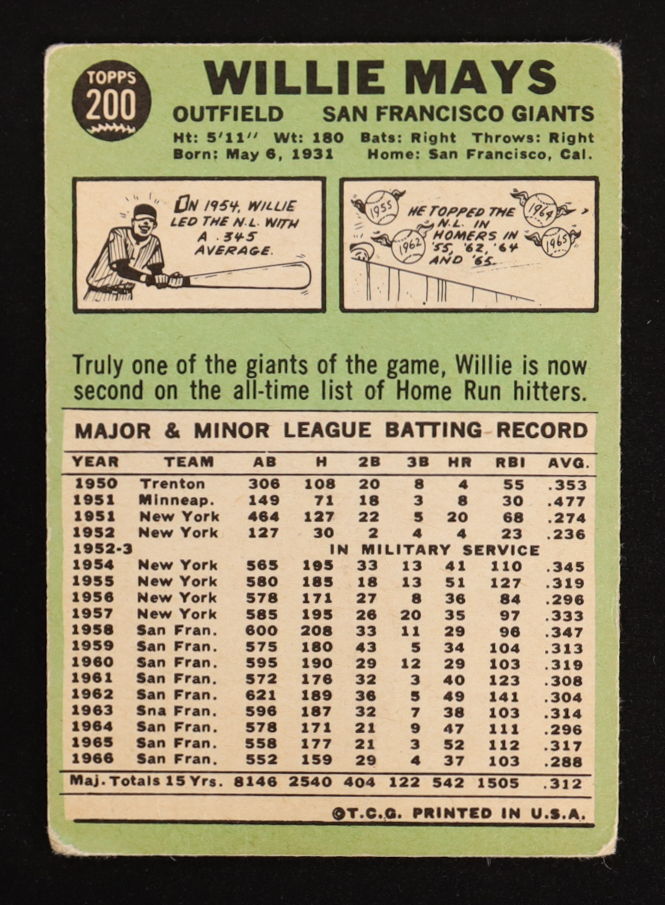 TOPPS
200
WILLIE MAYS
OUTFIELD SAN FRANCISCO GIANTS
Ht: 5'11" Wt: 180 Bats: Right Throws: Right
Born: May 6, 1931 Home: San Francisco, Cal.
IN 1954, WILLIE
LED THE N.L. WITH
A .345
AVERAGE.
1955
1962
HE TOPPED THE
N.L. IN
HOMERS IN
'55, '62, '64
AND '65.
1964
1965
Truly one of the giants of the game, Willie is now
second on the all-time list of Home Run hitters.
MAJOR & MINOR LEAGUE BATTING RECORD
YEAR TEAM AB H 2B 3B HR RBI AVG.
1950 Trenton 306 108 20 8 4 55 .353
1951 Minneap. 149 71 18 3 8 30 .477
1951 New York 464 127 22 5 20 68 .274
1952 New York 127 30 2 4 4 23 .236
1952-3 IN MILITARY SERVICE
1954 New York 565 195 33 13 41 110 .345
1955 New York 580 185 18 13 51 127 .319
1956 New York 578 171 27 8 36 84 .296
1957 New York 585 195 26 20 35 97 .333
1958 San Fran. 600 208 33 11 29 96 .347
1959 San Fran. 575 180 43 5 34 104 .313
1960 San Fran. 595 190 29 12 29 103 .319
1961 San Fran. 572 176 32 3 40 123 .308
1962 San Fran. 621 189 36 5 49 141 .304
1963 Sna Fran. 596 187 32 7 38 103 .314
1964 San Fran. 578 171 21 9 47 111 .296
1965 San Fran. 558 177 21 3 52 112 .317
1966 San Fran. 552 159 29 4 37 103 .288
Maj. Totals 15 Yrs. 8146 2540 404 122 542 1505 .312
©T.C.G. PRINTED IN U.S.A.